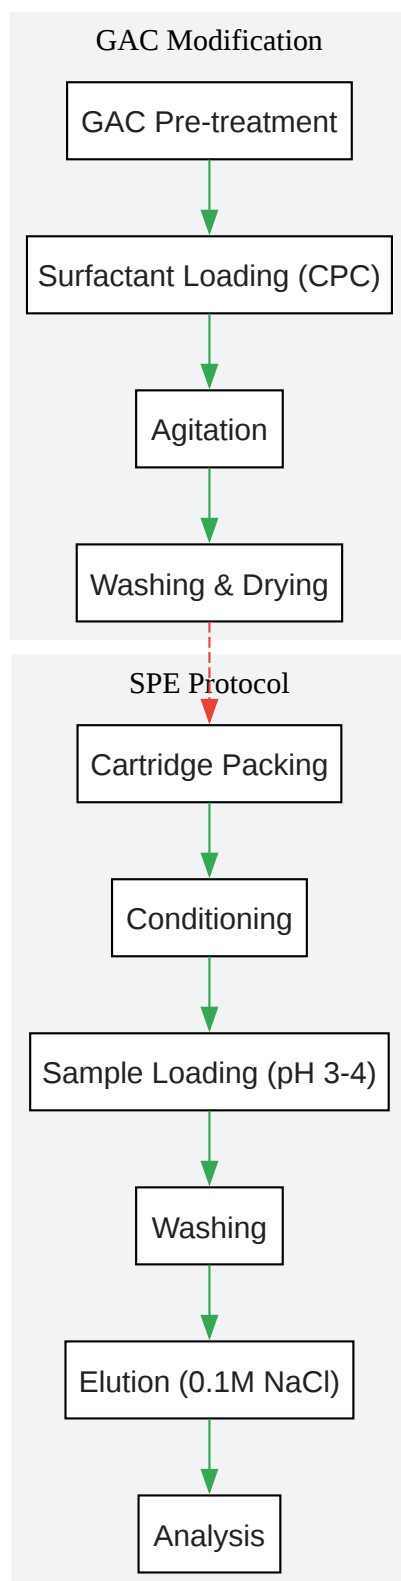 GAC Modification
GAC Pre-treatment
Surfactant Loading (CPC)
Agitation
Washing & Drying
SPE Protocol
Cartridge Packing
Conditioning
Sample Loading (pH 3-4)
Washing
Elution (0.1M NaCl)
Analysis